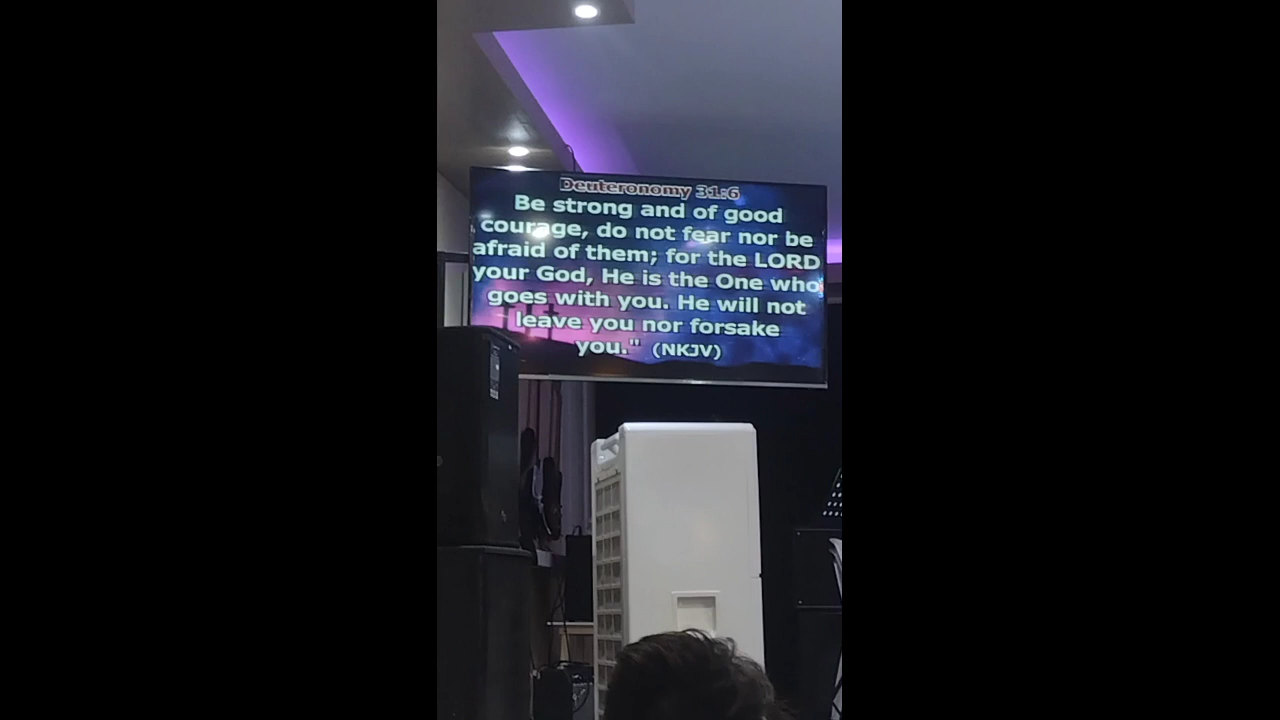 Deuteronomy 31:6
Be strong and of good
courage, do not fear nor be
afraid of them; for the LORD
your God, He is the One who
goes with you. He will not
leave you nor forsake
you." (NKJV)